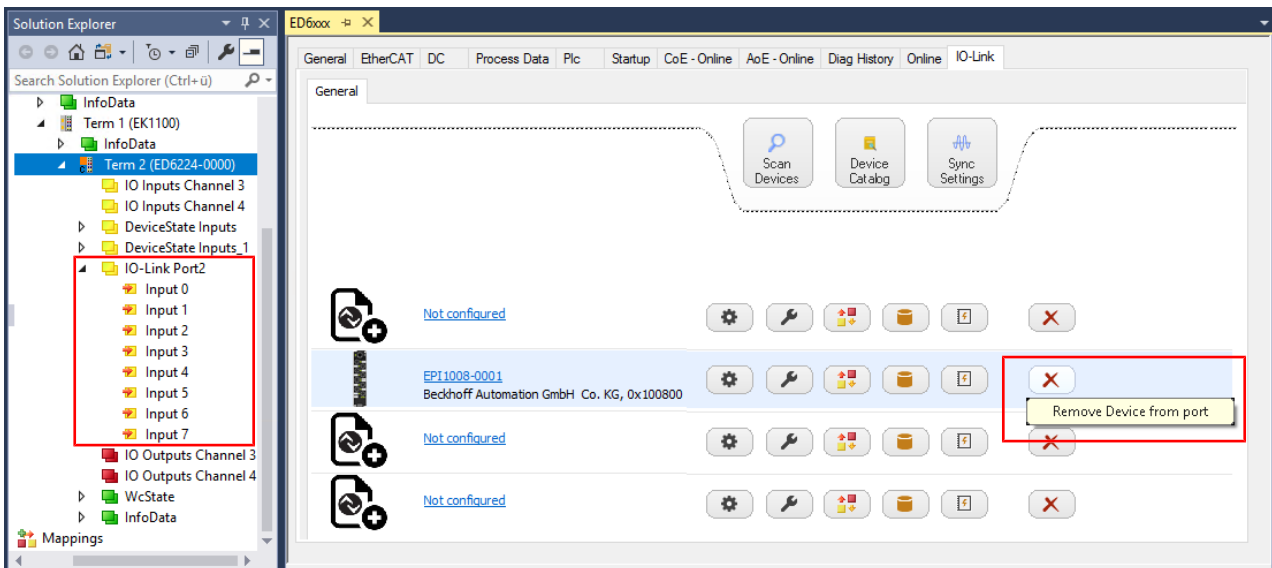 Solution Explorer
Search Solution Explorer (Ctrl+ü)
InfoData
Term 1 (EK1100)
InfoData
Term 2 (ED6224-0000)
IO Inputs Channel 3
IO Inputs Channel 4
DeviceState Inputs
DeviceState Inputs_1
IO-Link Port2
Input 0
Input 1
Input 2
Input 3
Input 4
Input 5
Input 6
Input 7
IO Outputs Channel 3
IO Outputs Channel 4
WcState
InfoData
Mappings
ED6xxx
General EtherCAT DC Process Data Plc Startup CoE - Online AoE - Online Diag History Online IO-Link
General
Scan
Devices
Device
Catalog
Sync
Settings
Not configured
EPI1008-0001
Beckhoff Automation GmbH Co. KG, 0x100800
Remove Device from port
Not configured
Not configured